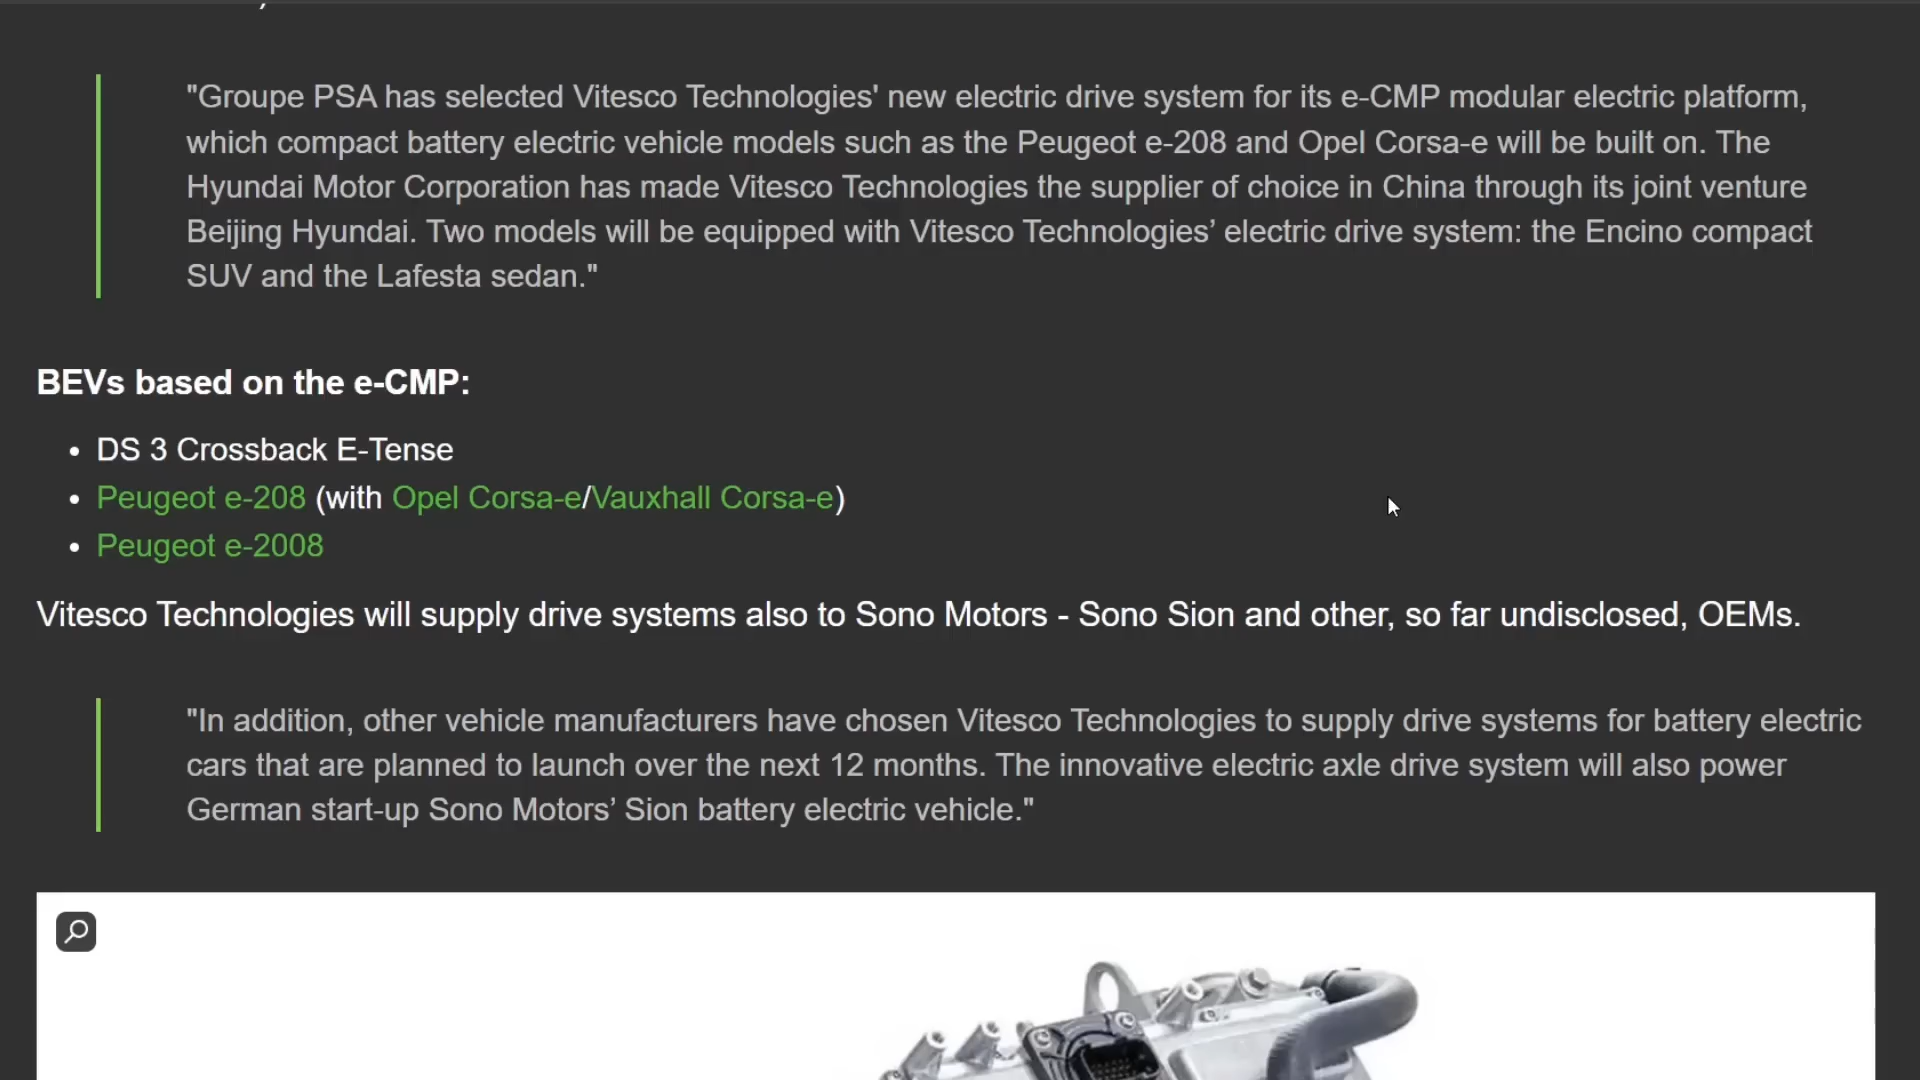 "Groupe PSA has selected Vitesco Technologies' new electric drive system for its e-CMP modular electric platform,
which compact battery electric vehicle models such as the Peugeot e-208 and Opel Corsa-e will be built on. The
Hyundai Motor Corporation has made Vitesco Technologies the supplier of choice in China through its joint venture
Beijing Hyundai. Two models will be equipped with Vitesco Technologies’ electric drive system: the Encino compact
SUV and the Lafesta sedan."
BEVs based on the e-CMP:
• DS 3 Crossback E-Tense
• Peugeot e-208 (with Opel Corsa-e/Vauxhall Corsa-e)
• Peugeot e-2008
Vitesco Technologies will supply drive systems also to Sono Motors - Sono Sion and other, so far undisclosed, OEMs.
"In addition, other vehicle manufacturers have chosen Vitesco Technologies to supply drive systems for battery electric
cars that are planned to launch over the next 12 months. The innovative electric axle drive system will also power
German start-up Sono Motors’ Sion battery electric vehicle."